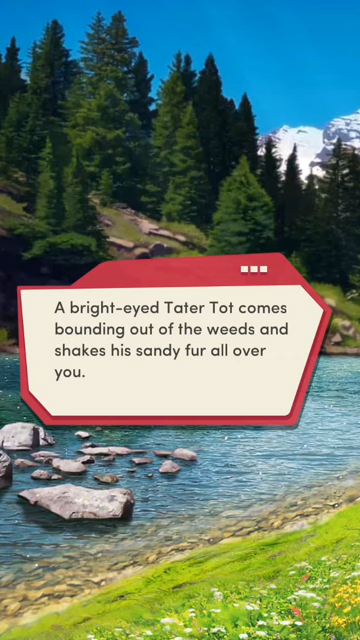 A bright-eyed Tater Tot comes
bounding out of the weeds and
shakes his sandy fur all over
you.